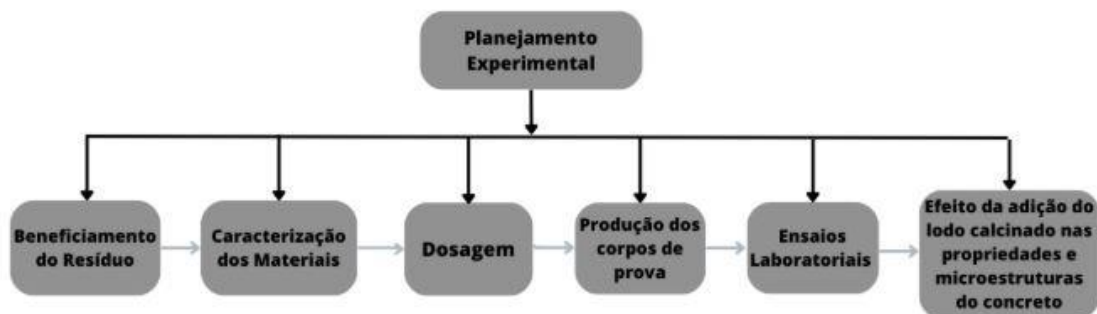 Planejamento
Experimental
Beneficiamento
do Resíduo
Caracterização
dos Materiais
Dosagem
Produção dos
corpos de
prova
Ensaios
Laboratoriais
Efeito da adição do
lodo calcinado nas
propriedades e
microestruturas
do concreto